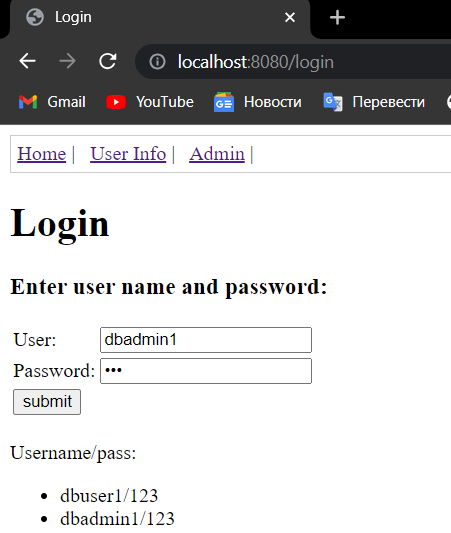 Login
localhost:8080/login
Gmail YouTube Новости Перевести
Home | User Info | Admin |
Login
Enter user name and password:
User: dbadmin1
Password: •••
submit
Username/pass:
• dbuser1/123
• dbadmin1/123